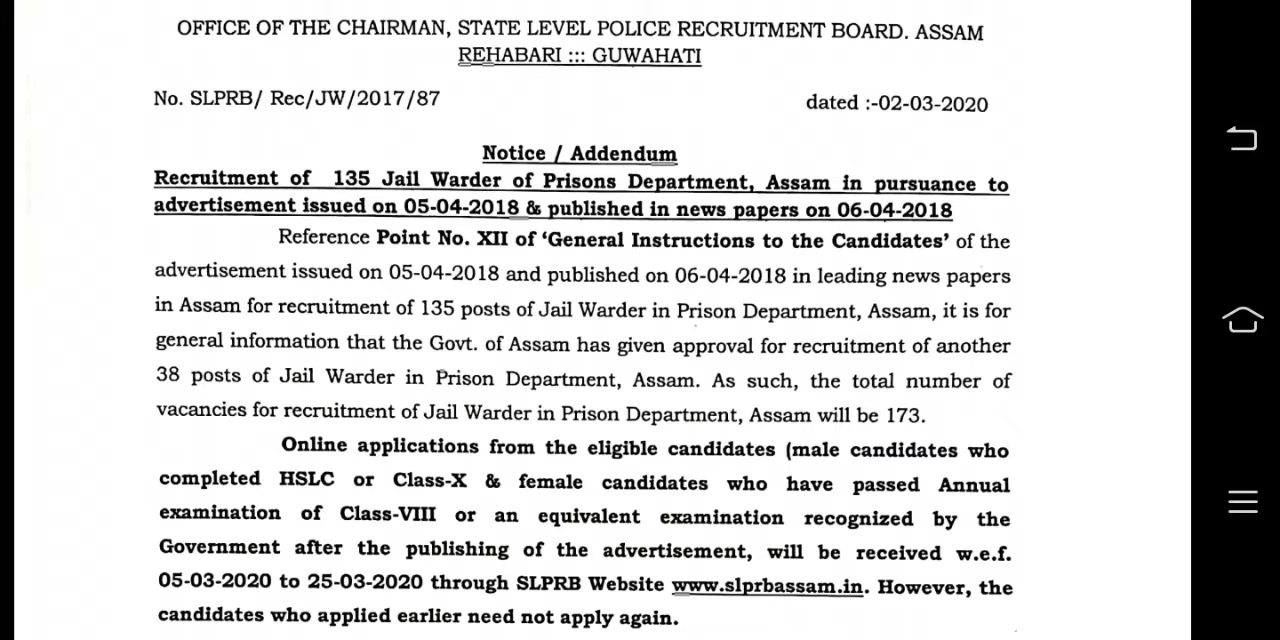 OFFICE OF THE CHAIRMAN, STATE LEVEL POLICE RECRUITMENT BOARD. ASSAM
REHABARI ::: GUWAHATI
No. SLPRB/ Rec/JW/2017/87 dated :-02-03-2020
Notice / Addendum
Recruitment of 135 Jail Warder of Prisons Department, Assam in pursuance to
advertisement issued on 05-04-2018 & published in news papers on 06-04-2018
Reference Point No. XII of ‘General Instructions to the Candidates’ of the
advertisement issued on 05-04-2018 and published on 06-04-2018 in leading news papers
in Assam for recruitment of 135 posts of Jail Warder in Prison Department, Assam, it is for
general information that the Govt. of Assam has given approval for recruitment of another
38 posts of Jail Warder in Prison Department, Assam. As such, the total number of
vacancies for recruitment of Jail Warder in Prison Department, Assam will be 173.
Online applications from the eligible candidates (male candidates who
completed HSLC or Class-X & female candidates who have passed Annual
examination of Class-VIII or an equivalent examination recognized by the
Government after the publishing of the advertisement, will be received w.e.f.
05-03-2020 to 25-03-2020 through SLPRB Website www.slprbassam.in. However, the
candidates who applied earlier need not apply again.